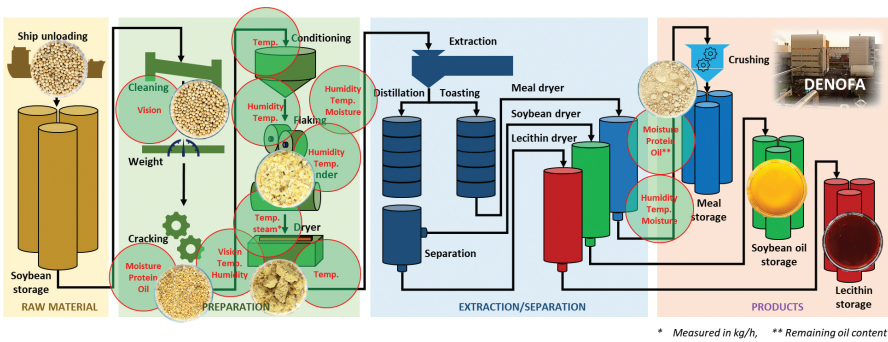 Ship unloading
Soybean
storage
RAW MATERIAL
Cleaning
Vision
Weight
Cracking
Moisture
Protein
Oil
Vision
Temp.
Humidity
Temp.
Conditioning
Humidity
Temp.
Humidity
Temp.
Moisture
Flaking
Humidity
Temp.
nder
Temp.
steam*
Dryer
Temp.
PREPARATION
Extraction
Distillation
Toasting
Meal dryer
Soybean dryer
Lecithin dryer
Separation
EXTRACTION/SEPARATION
Crushing
DENOFA
Moisture
Protein
Oil**
Humidity
Temp.
Moisture
Meal
storage
Soybean oil
storage
Lecithin
storage
PRODUCTS
* Measured in kg/h, ** Remaining oil content